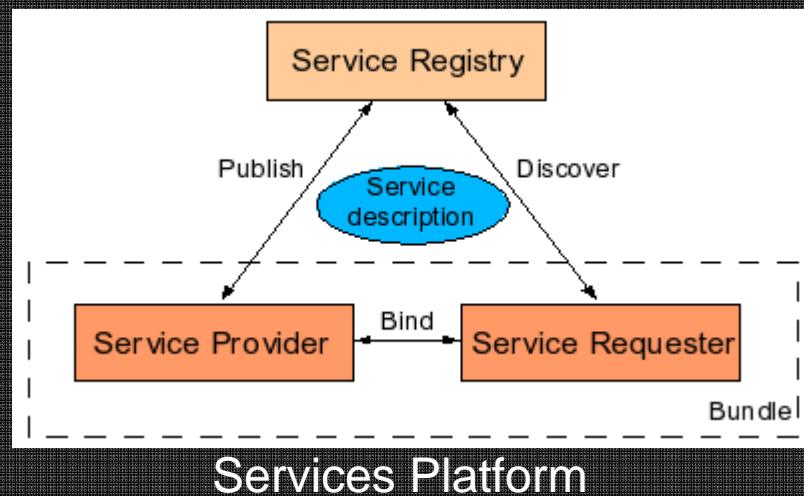 Service Registry
Publish
Discover
Service
description
Service Provider
Bind
Service Requester
Bundle
Services Platform